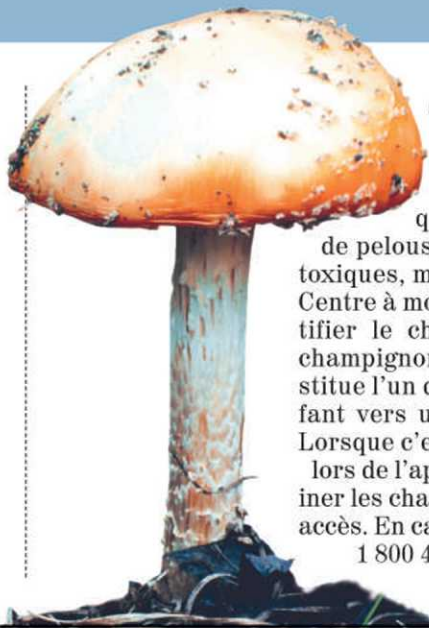 q
de pelous
toxiques, m
Centre à mo
tifier le ch
champignon
stitue l'un d
fant vers u
Lorsque c'e
lors de l'ap
iner les cha
accès. En ca
1 800 4